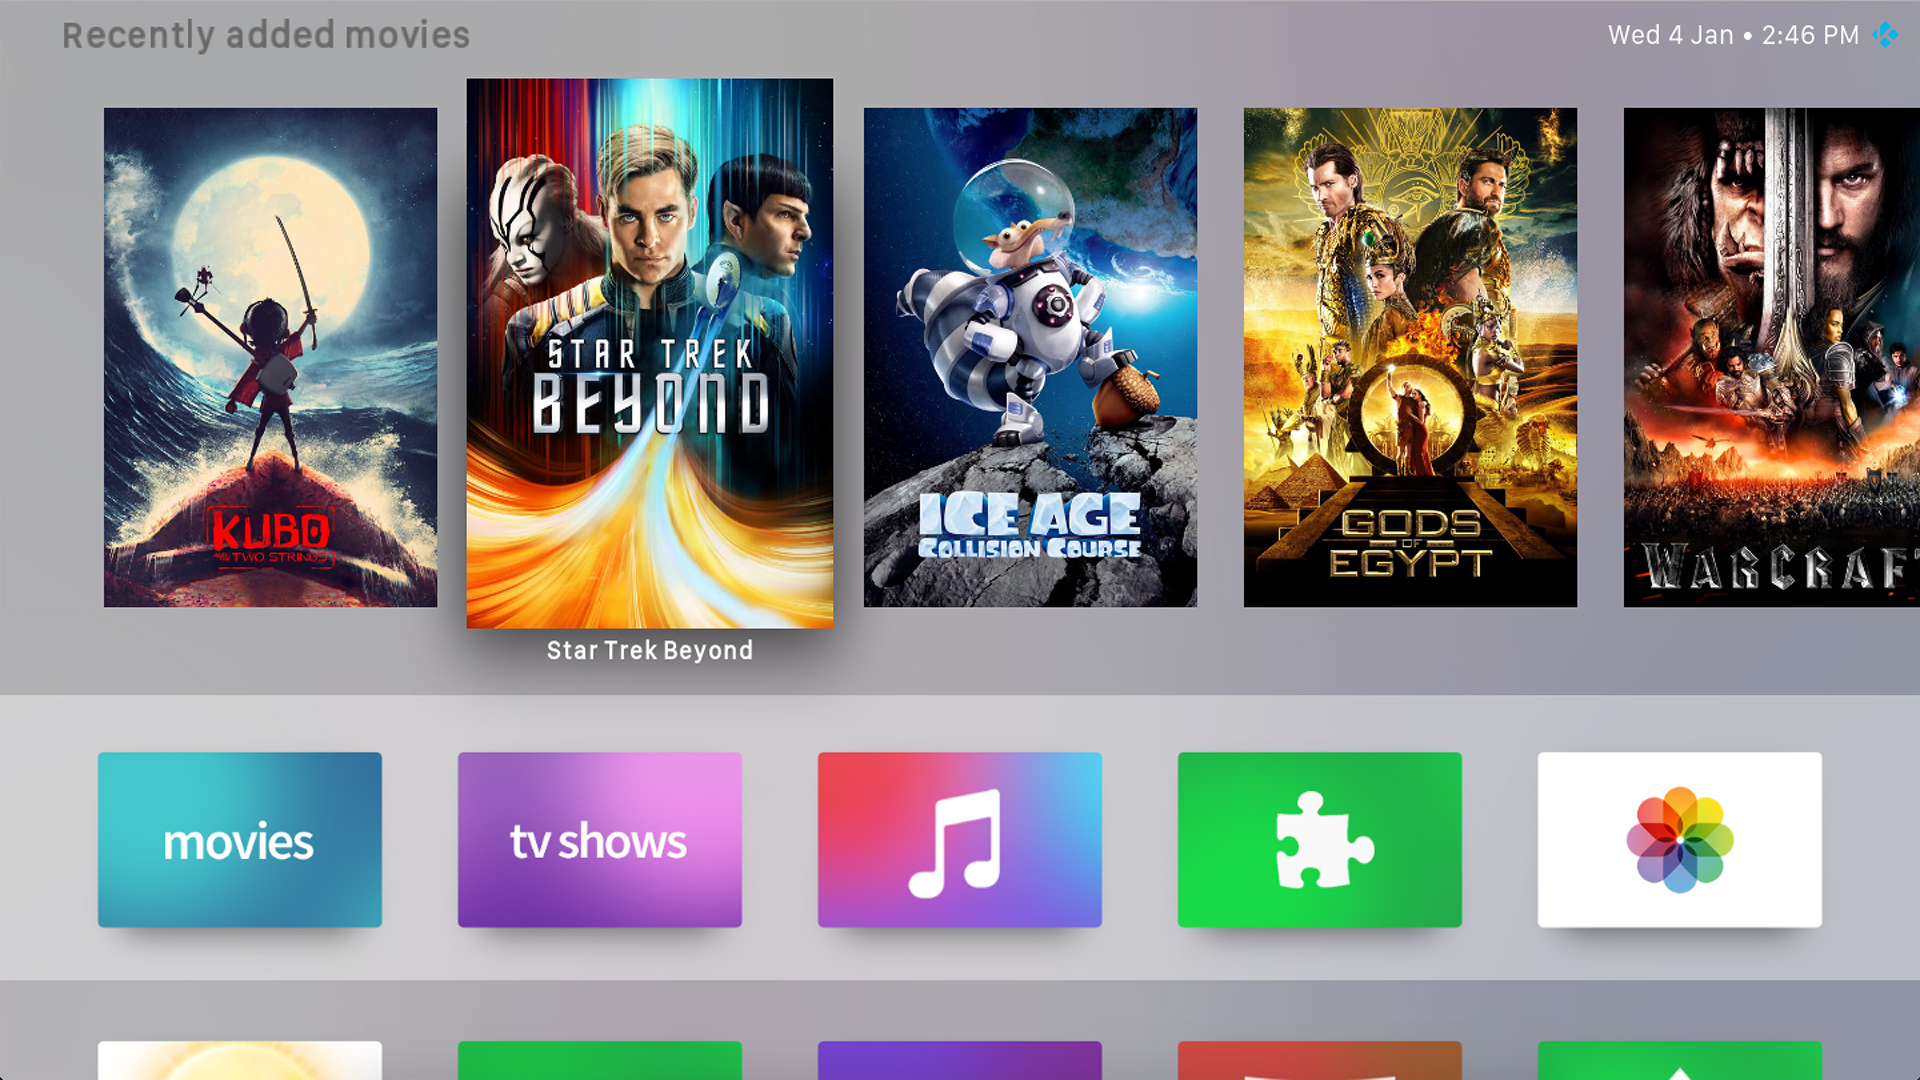 Recently added movies
Wed 4 Jan • 2:46 PM
KUBO
AND THE TWO STRINGS
STAR TREK
BEYOND
ICE AGE
COLLISION COURSE
GODS
OF
EGYPT
WARCRAFT
Star Trek Beyond
movies
tv shows